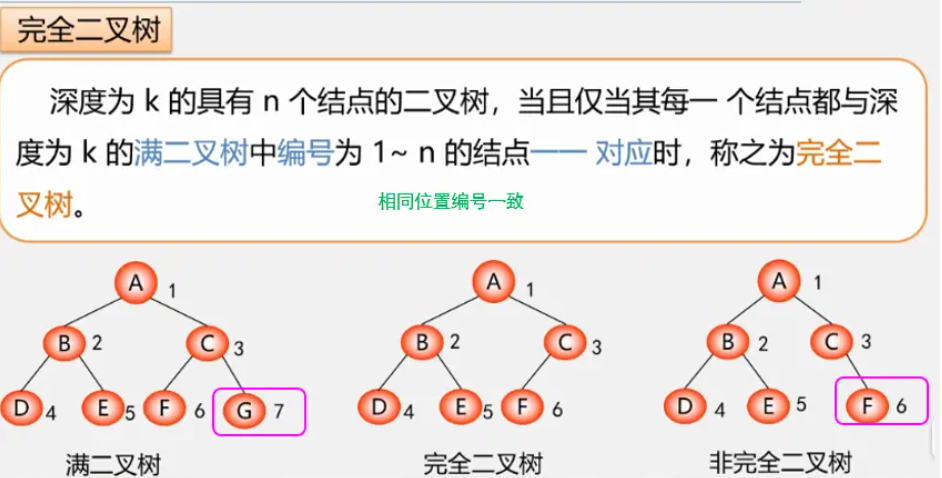 完全二叉树
深度为 k 的具有 n 个结点的二叉树，当且仅当其每一 个结点都与深
度为 k 的满二叉树中编号为 1~ n 的结点一一 对应时，称之为完全二
叉树。
相同位置编号一致
A 1 A 1 A 1
B 2 C 3 B 2 C 3 B 2 C 3
D 4 E 5 F 6 G 7 D 4 E 5 F 6 D 4 E 5 F 6
满二叉树 完全二叉树 非完全二叉树